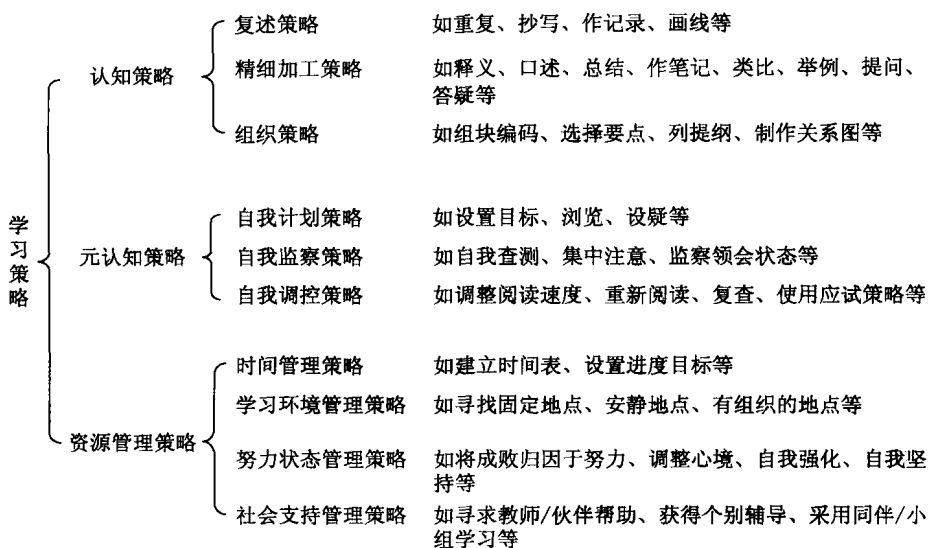 学习策略
认知策略
复述策略 如重复、抄写、作记录、画线等
精细加工策略 如释义、口述、总结、作笔记、类比、举例、提问、
答疑等
组织策略 如组块编码、选择要点、列提纲、制作关系图等
元认知策略
自我计划策略 如设置目标、浏览、设疑等
自我监察策略 如自我查测、集中注意、监察领会状态等
自我调控策略 如调整阅读速度、重新阅读、复查、使用应试策略等
资源管理策略
时间管理策略 如建立时间表、设置进度目标等
学习环境管理策略 如寻找固定地点、安静地点、有组织的地点等
努力状态管理策略 如将成败归因于努力、调整心境、自我强化、自我坚
持等
社会支持管理策略 如寻求教师/伙伴帮助、获得个别辅导、采用同伴/小
组学习等